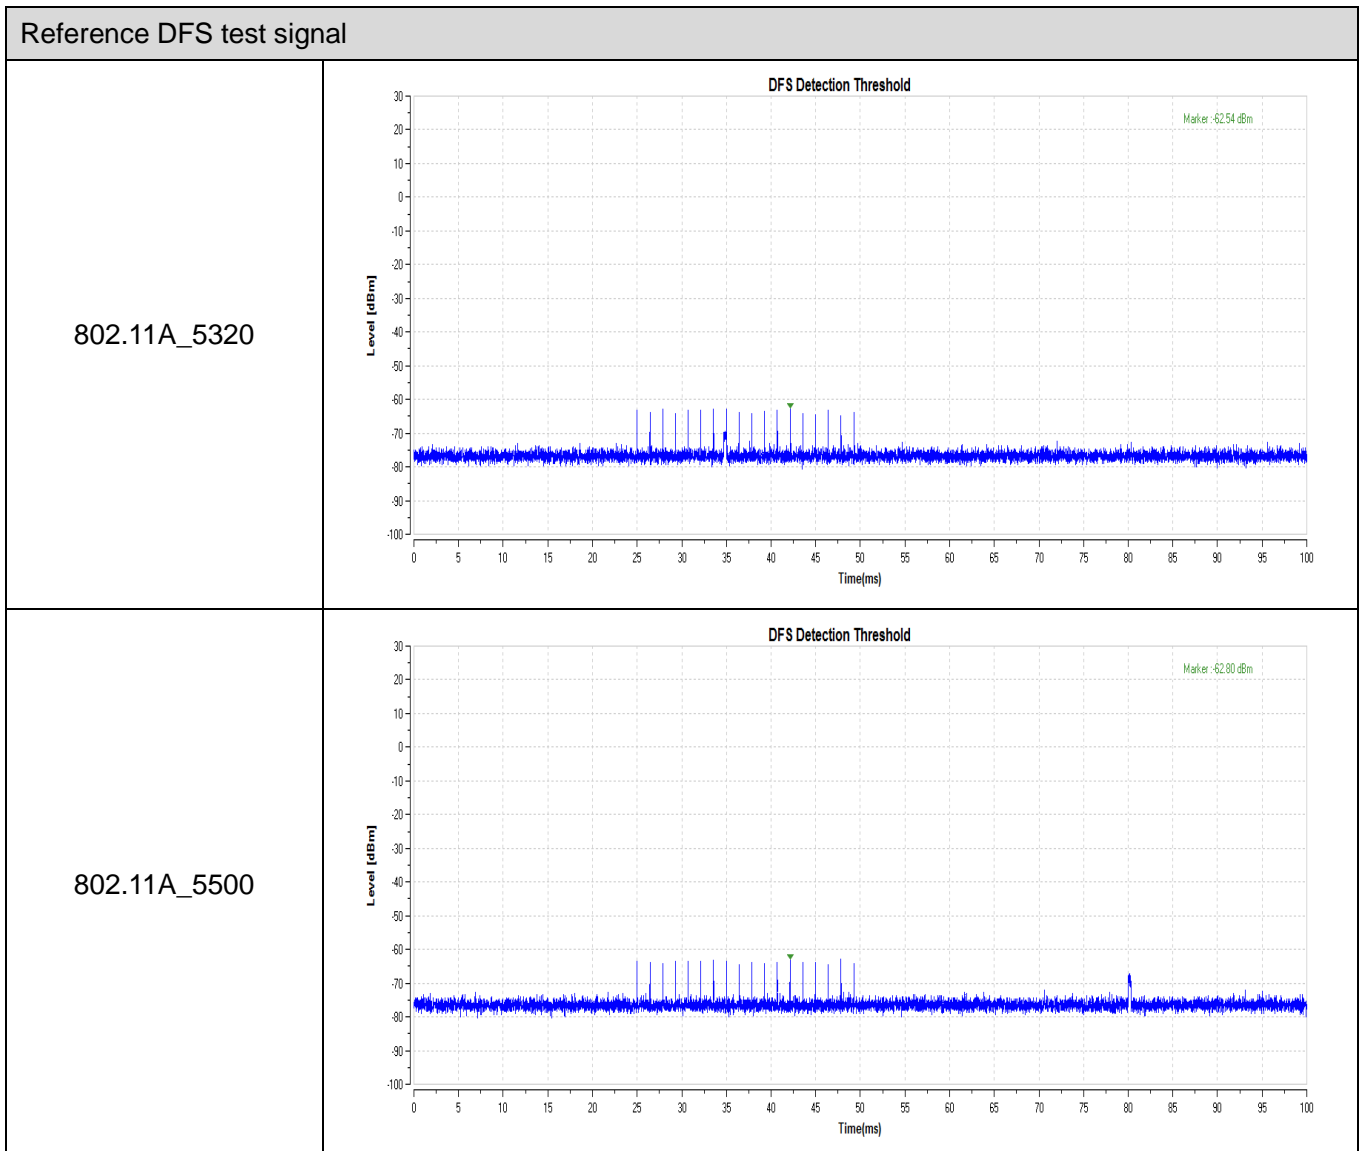 Reference DFS test signal
802.11A_5320
DFS Detection Threshold
Marker :-62.54 dBm
Level [dBm]
30
20
10
0
-10
-20
-30
-40
-50
-60
-70
-80
-90
-100
0 5 10 15 20 25 30 35 40 45 50 55 60 65 70 75 80 85 90 95 100
Time(ms)
802.11A_5500
DFS Detection Threshold
Marker :-62.80 dBm
Level [dBm]
30
20
10
0
-10
-20
-30
-40
-50
-60
-70
-80
-90
-100
0 5 10 15 20 25 30 35 40 45 50 55 60 65 70 75 80 85 90 95 100
Time(ms)